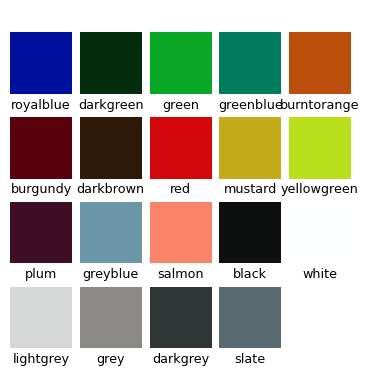 royalblue darkgreen green greenblue burntorange
burgundy darkbrown red mustard yellowgreen
plum greyblue salmon black white
lightgrey grey darkgrey slate